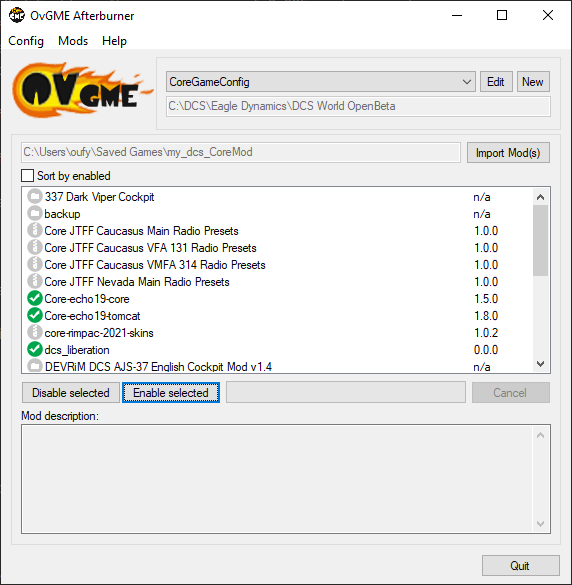 OvGME Afterburner
Config Mods Help
OVGME
CoreGameConfig
Edit
New
C:\DCS\Eagle Dynamics\DCS World OpenBeta
C:\Users\oufy\Saved Games\my_dcs_CoreMod
Import Mod(s)
Sort by enabled
337 Dark Viper Cockpit n/a
backup n/a
Core JTFF Caucasus Main Radio Presets 1.0.0
Core JTFF Caucasus VFA 131 Radio Presets 1.0.0
Core JTFF Caucasus VMFA 314 Radio Presets 1.0.0
Core JTFF Nevada Main Radio Presets 1.0.0
Core-echo19-core 1.5.0
Core-echo19-tomcat 1.8.0
core-rimpac-2021-skins 1.0.2
dcs_liberation 0.0.0
DEVRiM DCS AJS-37 English Cockpit Mod v1.4 n/a
Disable selected
Enable selected
Cancel
Mod description:
Quit